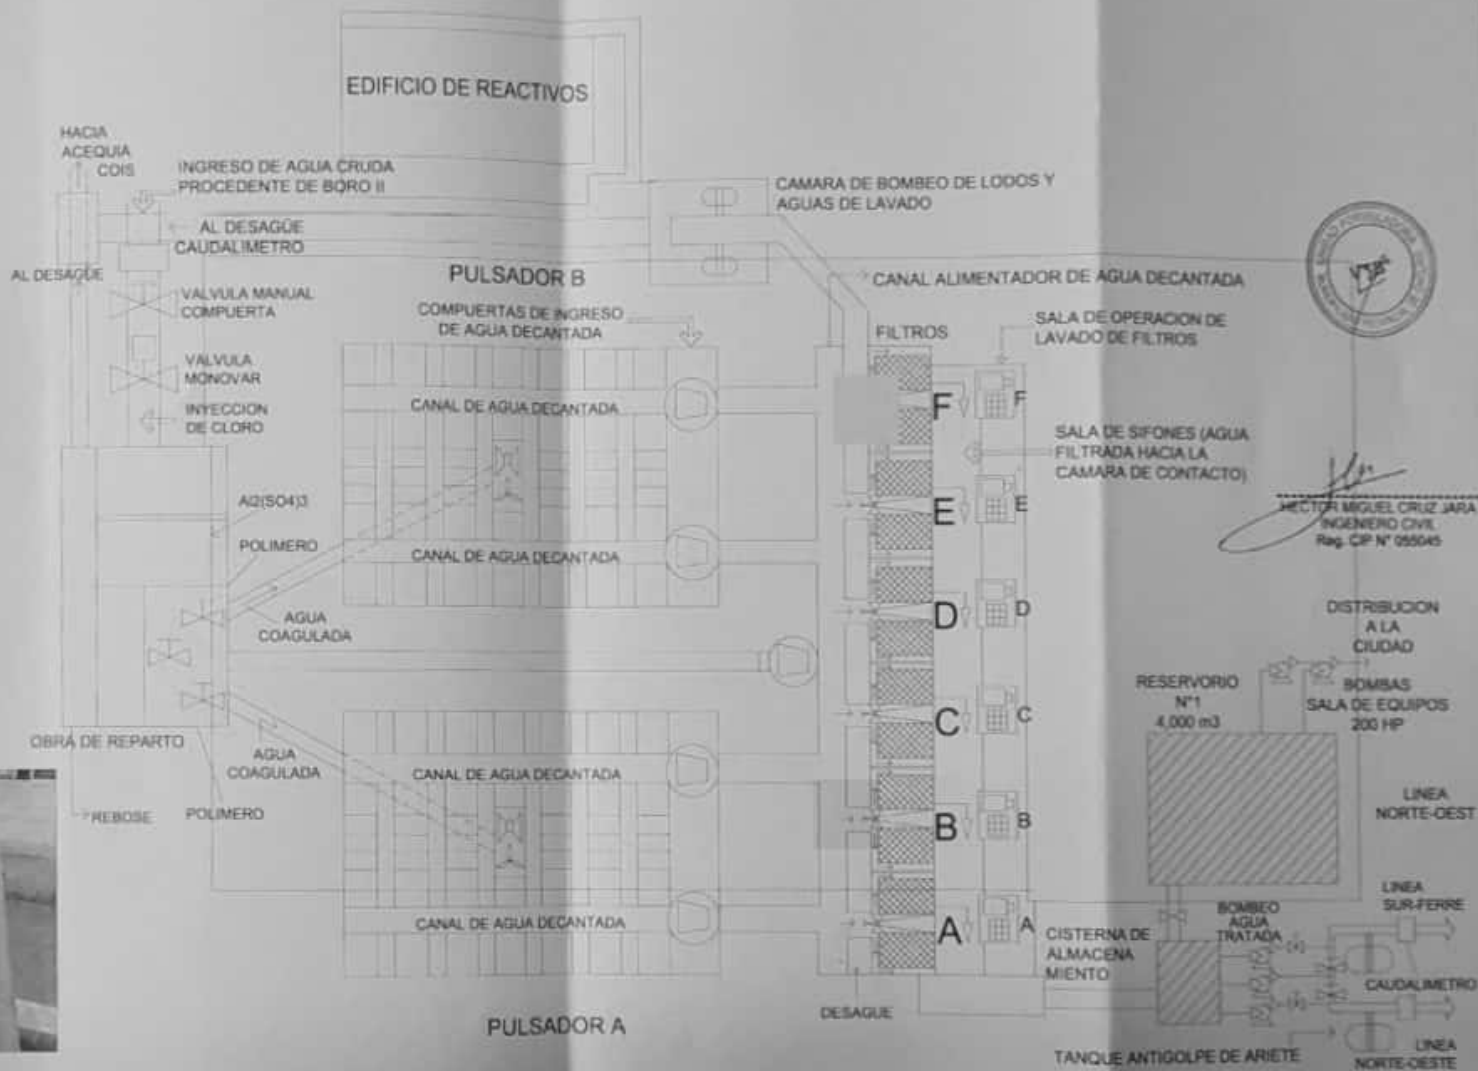 EDIFICIO DE REACTIVOS
HACIA
ACEQUIA
COIS
INGRESO DE AGUA CRUDA
PROCEDENTE DE BORO II
AL DESAGÜE
CAUDALIMETRO
AL DESAGÜE
VALVULA MANUAL
COMPUERTA
VALVULA
MONOVAR
INYECCION
DE CLORO
CAMARA DE BOMBEO DE LODOS Y
AGUAS DE LAVADO
PULSADOR B
CANAL ALIMENTADOR DE AGUA DECANTADA
COMPUERTAS DE INGRESO
DE AGUA DECANTADA
FILTROS
SALA DE OPERACION DE
LAVADO DE FILTROS
CANAL DE AGUA DECANTADA
F
F
SALA DE SIFONES (AGUA
FILTRADA HACIA LA
CAMARA DE CONTACTO)
HECTOR MIGUEL CRUZ JARA
INGENIERO CIVIL
Reg. CIP N° 055045
Al2(SO4)3
POLIMERO
CANAL DE AGUA DECANTADA
E
E
AGUA
COAGULADA
D
D
DISTRIBUCION
A LA
CIUDAD
RESERVORIO
N°1
4,000 m3
BOMBAS
SALA DE EQUIPOS
200 HP
OBRA DE REPARTO
AGUA
COAGULADA
CANAL DE AGUA DECANTADA
C
C
REBOSE
POLIMERO
B
B
LINEA
NORTE-OEST
CANAL DE AGUA DECANTADA
A
A
CISTERNA DE
ALMACENA
MIENTO
BOMBEO
AGUA
TRATADA
LINEA
SUR-FERRE
CAUDALIMETRO
DESAGUE
PULSADOR A
TANQUE ANTIGOLPE DE ARIETE
LINEA
NORTE-OESTE